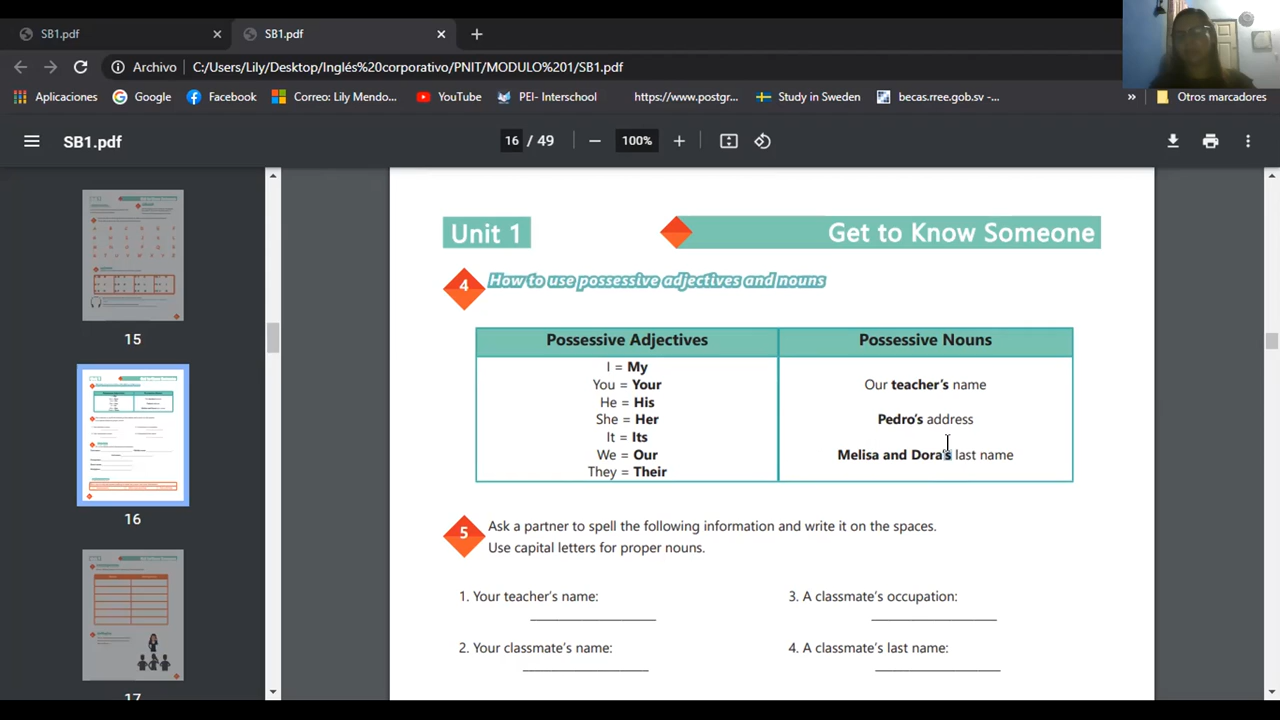 SB1.pdf
SB1.pdf
Archivo
C:/Users/Lily/Desktop/Inglés%20corporativo/PNIT/MODULO%201/SB1.pdf
Aplicaciones
Google
Facebook
Correo: Lily Mendo...
YouTube
PEI- Interschool
https://www.postgr...
Study in Sweden
becas.rree.gob.sv -...
»
Otros marcadores
SB1.pdf
16 / 49
100%
15
16
17
Unit 1
Get to Know Someone
4
How to use possessive adjectives and nouns
Possessive Adjectives
I = My
You = Your
He = His
She = Her
It = Its
We = Our
They = Their
Possessive Nouns
Our teacher's name
Pedro's address
Melisa and Dora's last name
5
Ask a partner to spell the following information and write it on the spaces.
Use capital letters for proper nouns.
1. Your teacher's name:
2. Your classmate's name:
3. A classmate's occupation:
4. A classmate's last name: